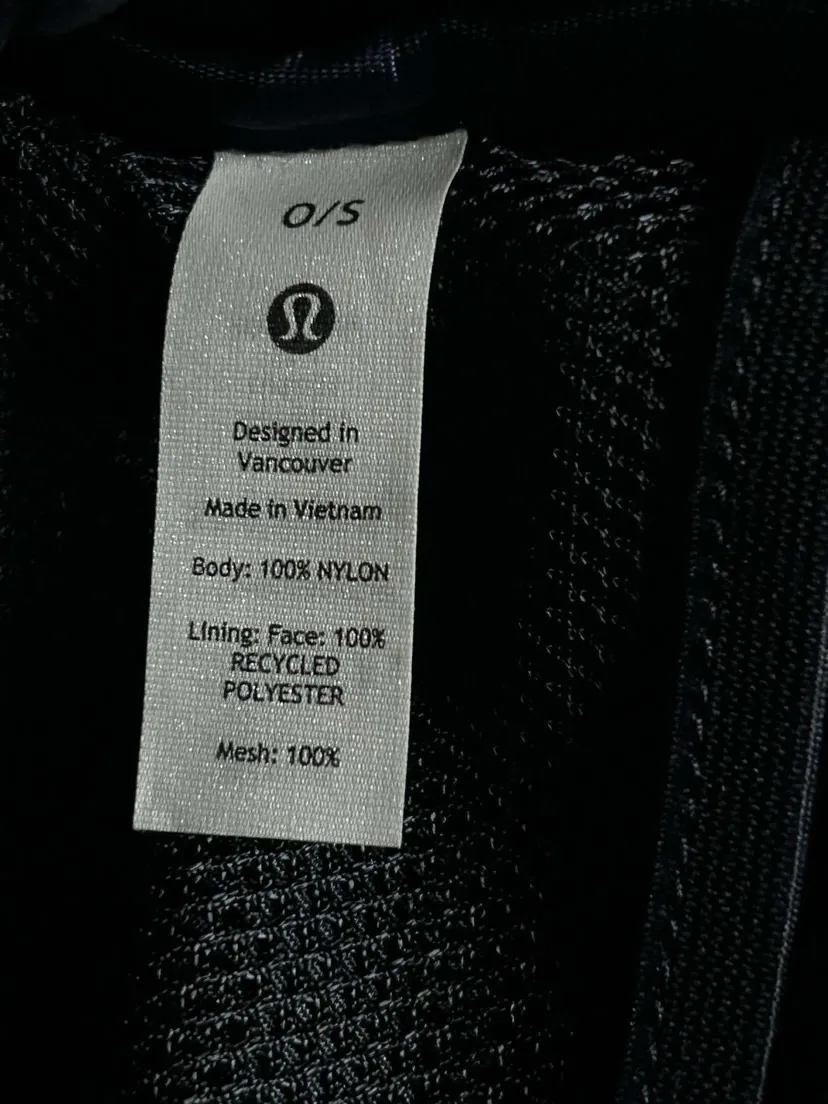 O/S
Designed in
Vancouver
Made in Vietnam
Body: 100% NYLON
Lining: Face: 100%
RECYCLED
POLYESTER
Mesh: 100%